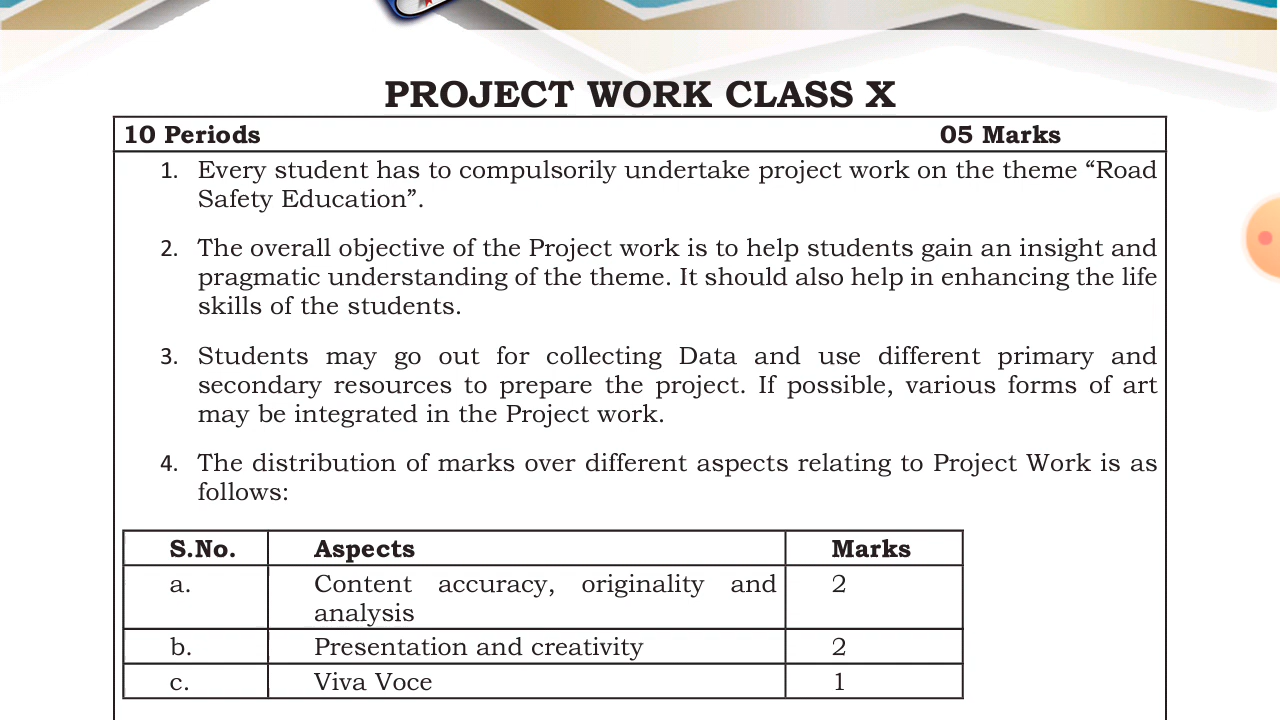 PROJECT WORK CLASS X
10 Periods 05 Marks
1. Every student has to compulsorily undertake project work on the theme “Road
Safety Education”.
2. The overall objective of the Project work is to help students gain an insight and
pragmatic understanding of the theme. It should also help in enhancing the life
skills of the students.
3. Students may go out for collecting Data and use different primary and
secondary resources to prepare the project. If possible, various forms of art
may be integrated in the Project work.
4. The distribution of marks over different aspects relating to Project Work is as
follows:
S.No. Aspects Marks
a. Content accuracy, originality and 2
analysis
b. Presentation and creativity 2
c. Viva Voce 1